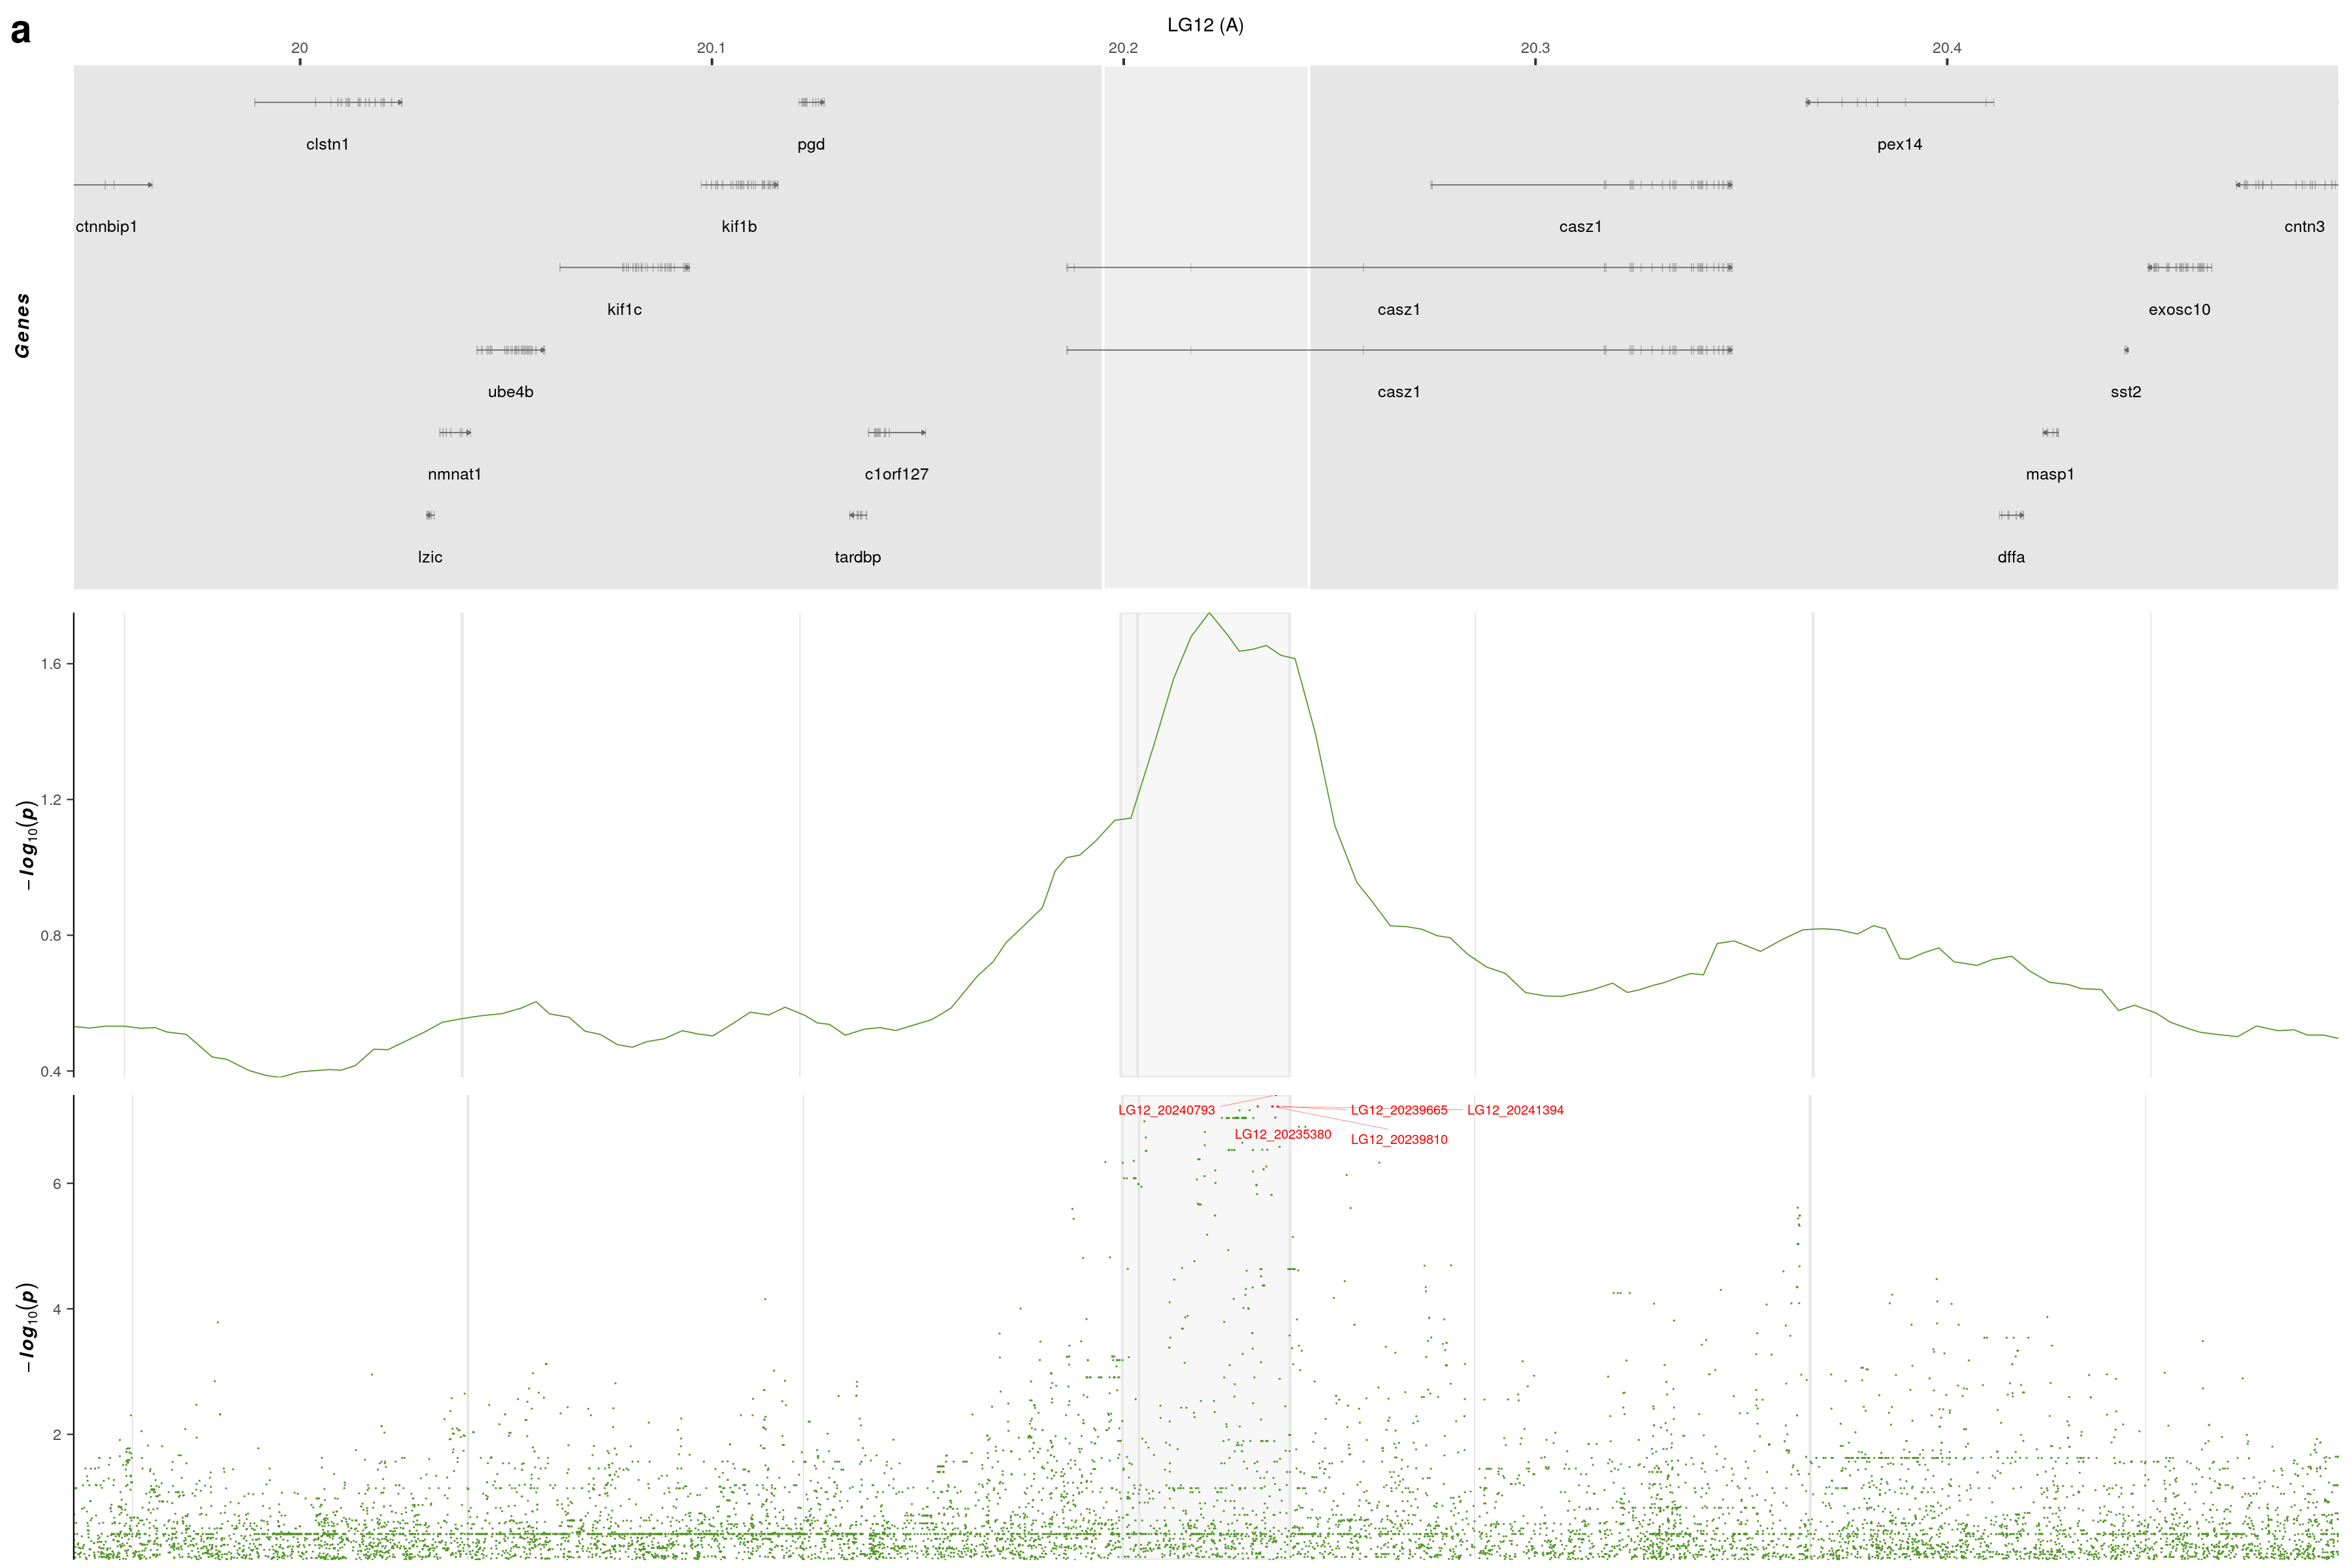 a
LG12 (A)
20 20.1 20.2 20.3 20.4
clstn1 pgd pex14
ctnnbip1 kif1b casz1 cntn3
kif1c casz1 exosc10
Genes
ube4b casz1 sst2
nmnat1 c1orf127 masp1
lzic tardbp dffa
1.6
1.2
−log10(p)
0.8
0.4
LG12_20240793 LG12_20239665 LG12_20241394
LG12_20235380 LG12_20239810
6
4
−log10(p)
2